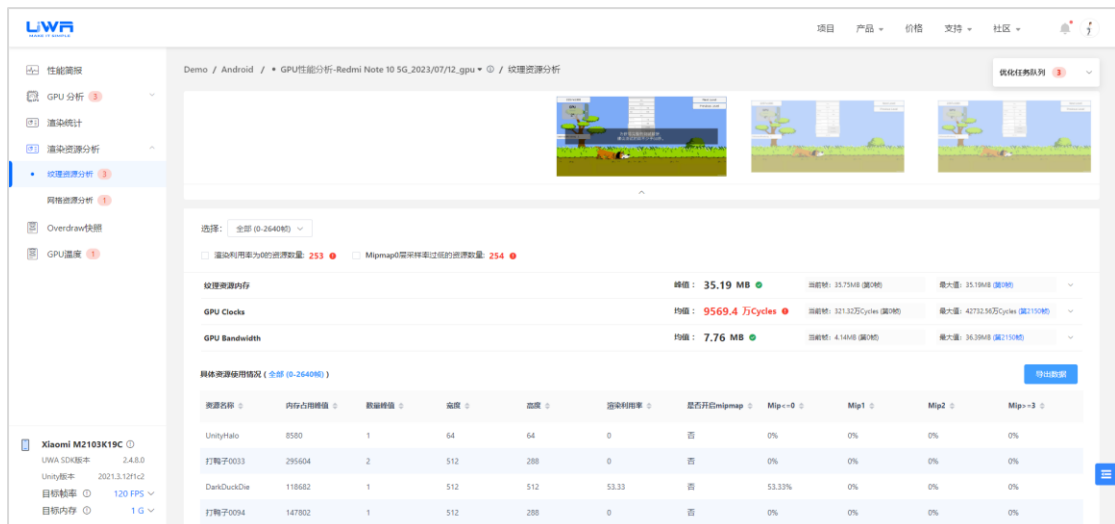 UWA
MAKE IT SIMPLE
项目 产品 价格 支持 社区
性能简报
GPU 分析 3
渲染统计
渲染资源分析
纹理资源分析 3
网格资源分析 1
Overdraw快照
GPU温度 1
Demo / Android / • GPU性能分析-Redmi Note 10 5G_2023/07/12_gpu / 纹理资源分析
优化任务队列 3
选择: 全部 (0-2640帧)
渲染利用率为0的资源数量: 253 Mipmap0层采样率过低的资源数量: 254
纹理资源内存 峰值: 35.19 MB 当前帧: 35.75MB (第0帧) 最大值: 35.19MB (第0帧)
GPU Clocks 均值: 9569.4 万Cycles 当前帧: 321.32万Cycles (第0帧) 最大值: 42732.56万Cycles (第2150帧)
GPU Bandwidth 均值: 7.76 MB 当前帧: 4.14MB (第0帧) 最大值: 36.39MB (第2150帧)
具体资源使用情况 ( 全部 (0-2640帧) ) 导出数据
资源名称 内存占用峰值 数量峰值 宽度 高度 渲染利用率 是否开启mipmap Mip<=0 Mip1 Mip2 Mip>=3
UnityHalo 8580 1 64 64 0 否 0% 0% 0% 0%
打鸭子0033 295604 2 512 288 0 否 0% 0% 0% 0%
DarkDuckDie 118682 1 512 512 53.33 否 53.33% 0% 0% 0%
打鸭子0094 147802 1 512 288 0 否 0% 0% 0% 0%
Xiaomi M2103K19C
UWA SDK版本 2.4.8.0
Unity版本 2021.3.12f1c2
目标帧率 120 FPS
目标内存 1 G